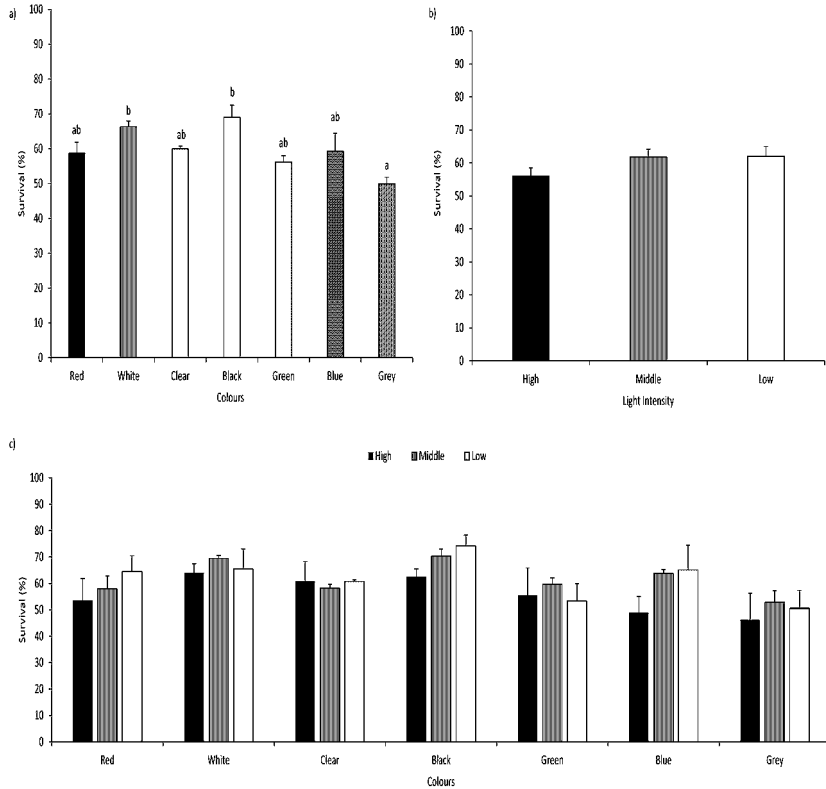 a)
100
90
80
70
60
50
40
30
20
10
0
Survival (%)
ab
b
ab
b
ab
ab
a
Red White Clear Black Green Blue Grey
Colours
b)
100
90
80
70
60
50
40
30
20
10
0
Survival (%)
High Middle Low
Light Intensity
c)
High Middle Low
100
90
80
70
60
50
40
30
20
10
0
Survival (%)
Red White Clear Black Green Blue Grey
Colours